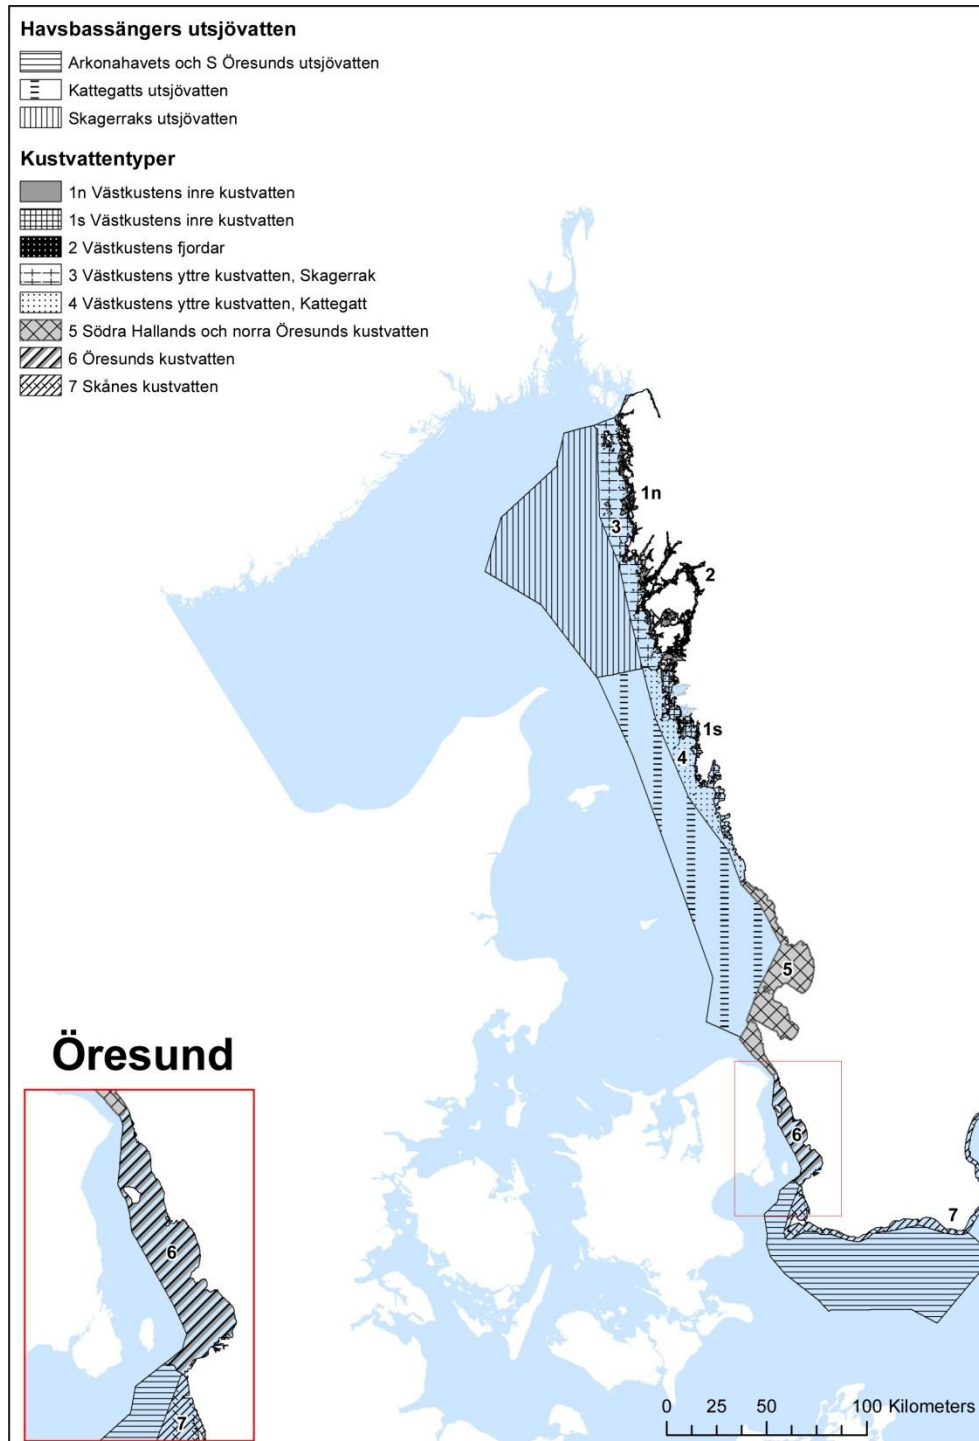 Havsbassängers utsjövatten
Arkonahavets och S Öresunds utsjövatten
Kattegatts utsjövatten
Skagerraks utsjövatten
Kustvattentyper
1n Västkustens inre kustvatten
1s Västkustens inre kustvatten
2 Västkustens fjordar
3 Västkustens yttre kustvatten, Skagerrak
4 Västkustens yttre kustvatten, Kattegatt
5 Södra Hallands och norra Öresunds kustvatten
6 Öresunds kustvatten
7 Skånes kustvatten
1n
3
2
1s
4
5
Öresund
6
7
6
7
0 25 50 100 Kilometers